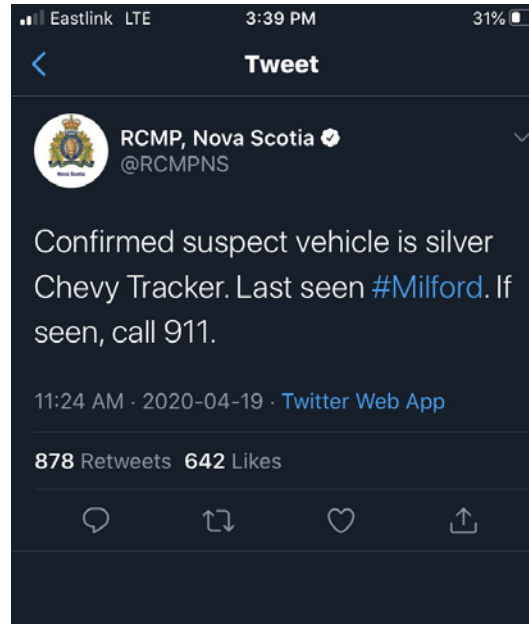 Eastlink LTE 3:39 PM 31%
Tweet
RCMP, Nova Scotia
@RCMPNS
Confirmed suspect vehicle is silver
Chevy Tracker. Last seen #Milford. If
seen, call 911.
11:24 AM · 2020-04-19 · Twitter Web App
878 Retweets 642 Likes